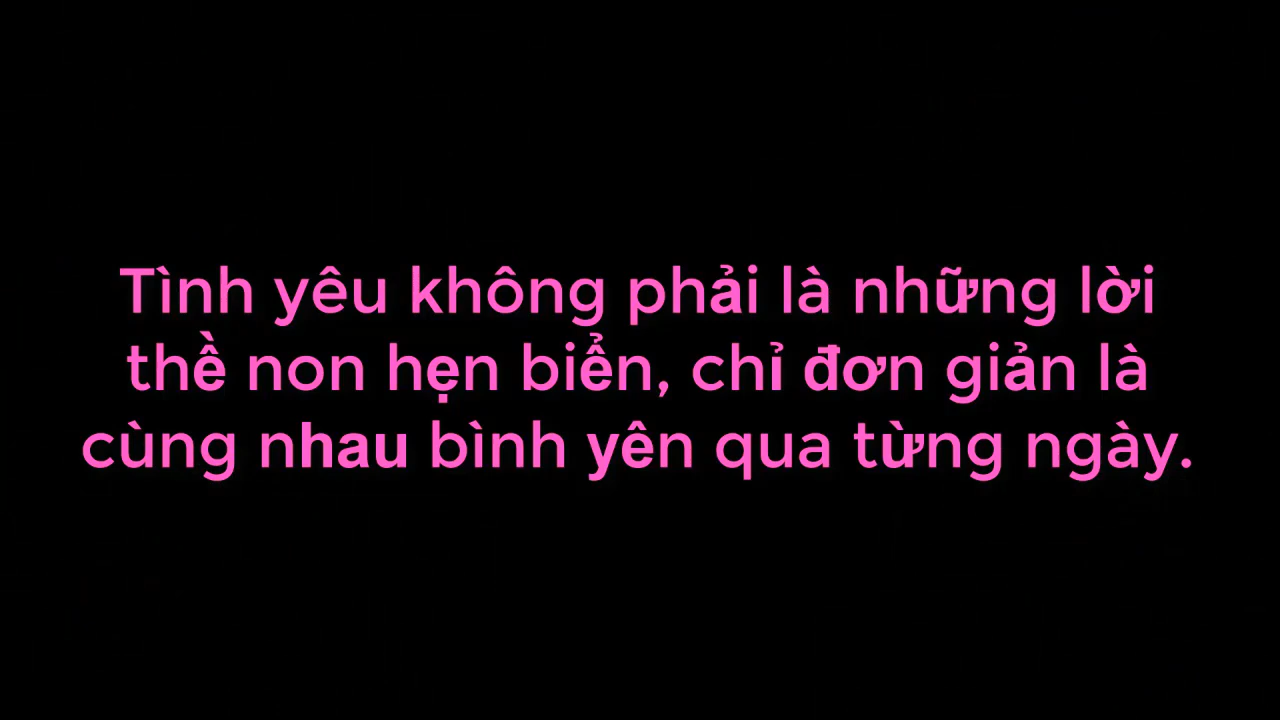 Tình yêu không phải là những lời
thề non hẹn biển, chỉ đơn giản là
cùng nhau bình yên qua từng ngày.